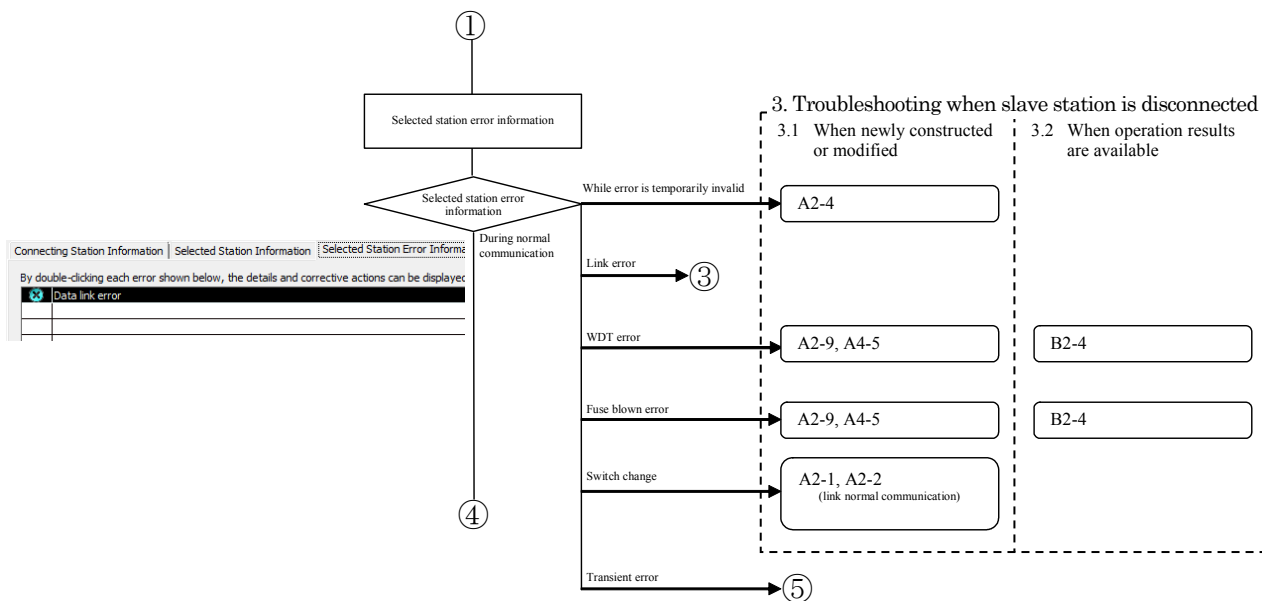 ①
Selected station error information
3. Troubleshooting when slave station is disconnected
3.1 When newly constructed
or modified
3.2 When operation results
are available
Selected station error
information
While error is temporarily invalid
A2-4
During normal
communication
Connecting Station Information
Selected Station Information
Selected Station Error Informa
By double-clicking each error shown below, the details and corrective actions can be displayed
Data link error
Link error
③
WDT error
A2-9, A4-5
B2-4
Fuse blown error
A2-9, A4-5
B2-4
Switch change
A2-1, A2-2
(link normal communication)
④
Transient error
⑤